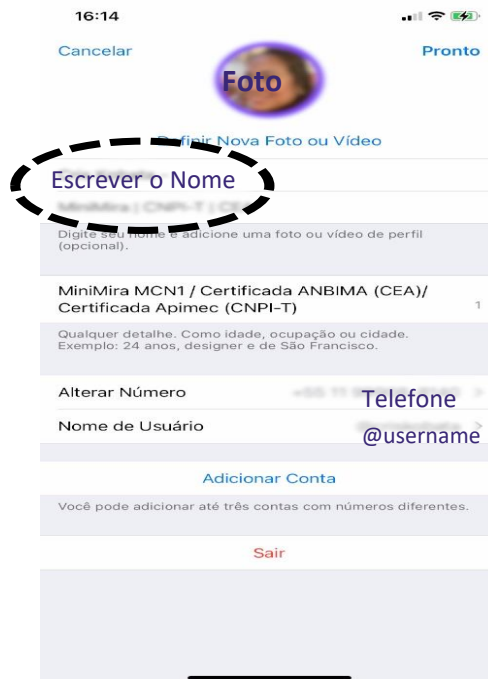 16:14
Cancelar
Pronto
Foto
Definir Nova Foto ou Vídeo
Escrever o Nome
MiniMira | CNPI-T | CEA
Digite seu nome e adicione uma foto ou vídeo de perfil
(opcional).
MiniMira MCN1 / Certificada ANBIMA (CEA)/
Certificada Apimec (CNPI-T)
1
Qualquer detalhe. Como idade, ocupação ou cidade.
Exemplo: 24 anos, designer e de São Francisco.
Alterar Número
Telefone >
Nome de Usuário
@username >
Adicionar Conta
Você pode adicionar até três contas com números diferentes.
Sair